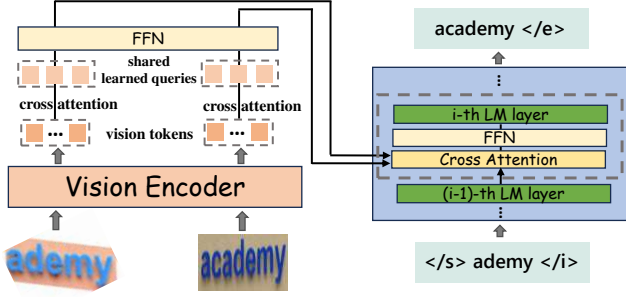 FFN
shared
learned queries
cross attention
cross attention
...
vision tokens
...
Vision Encoder
ademy
academy
academy </e>
...
i-th LM layer
FFN
Cross Attention
(i-1)-th LM layer
...
</s> ademy </i>